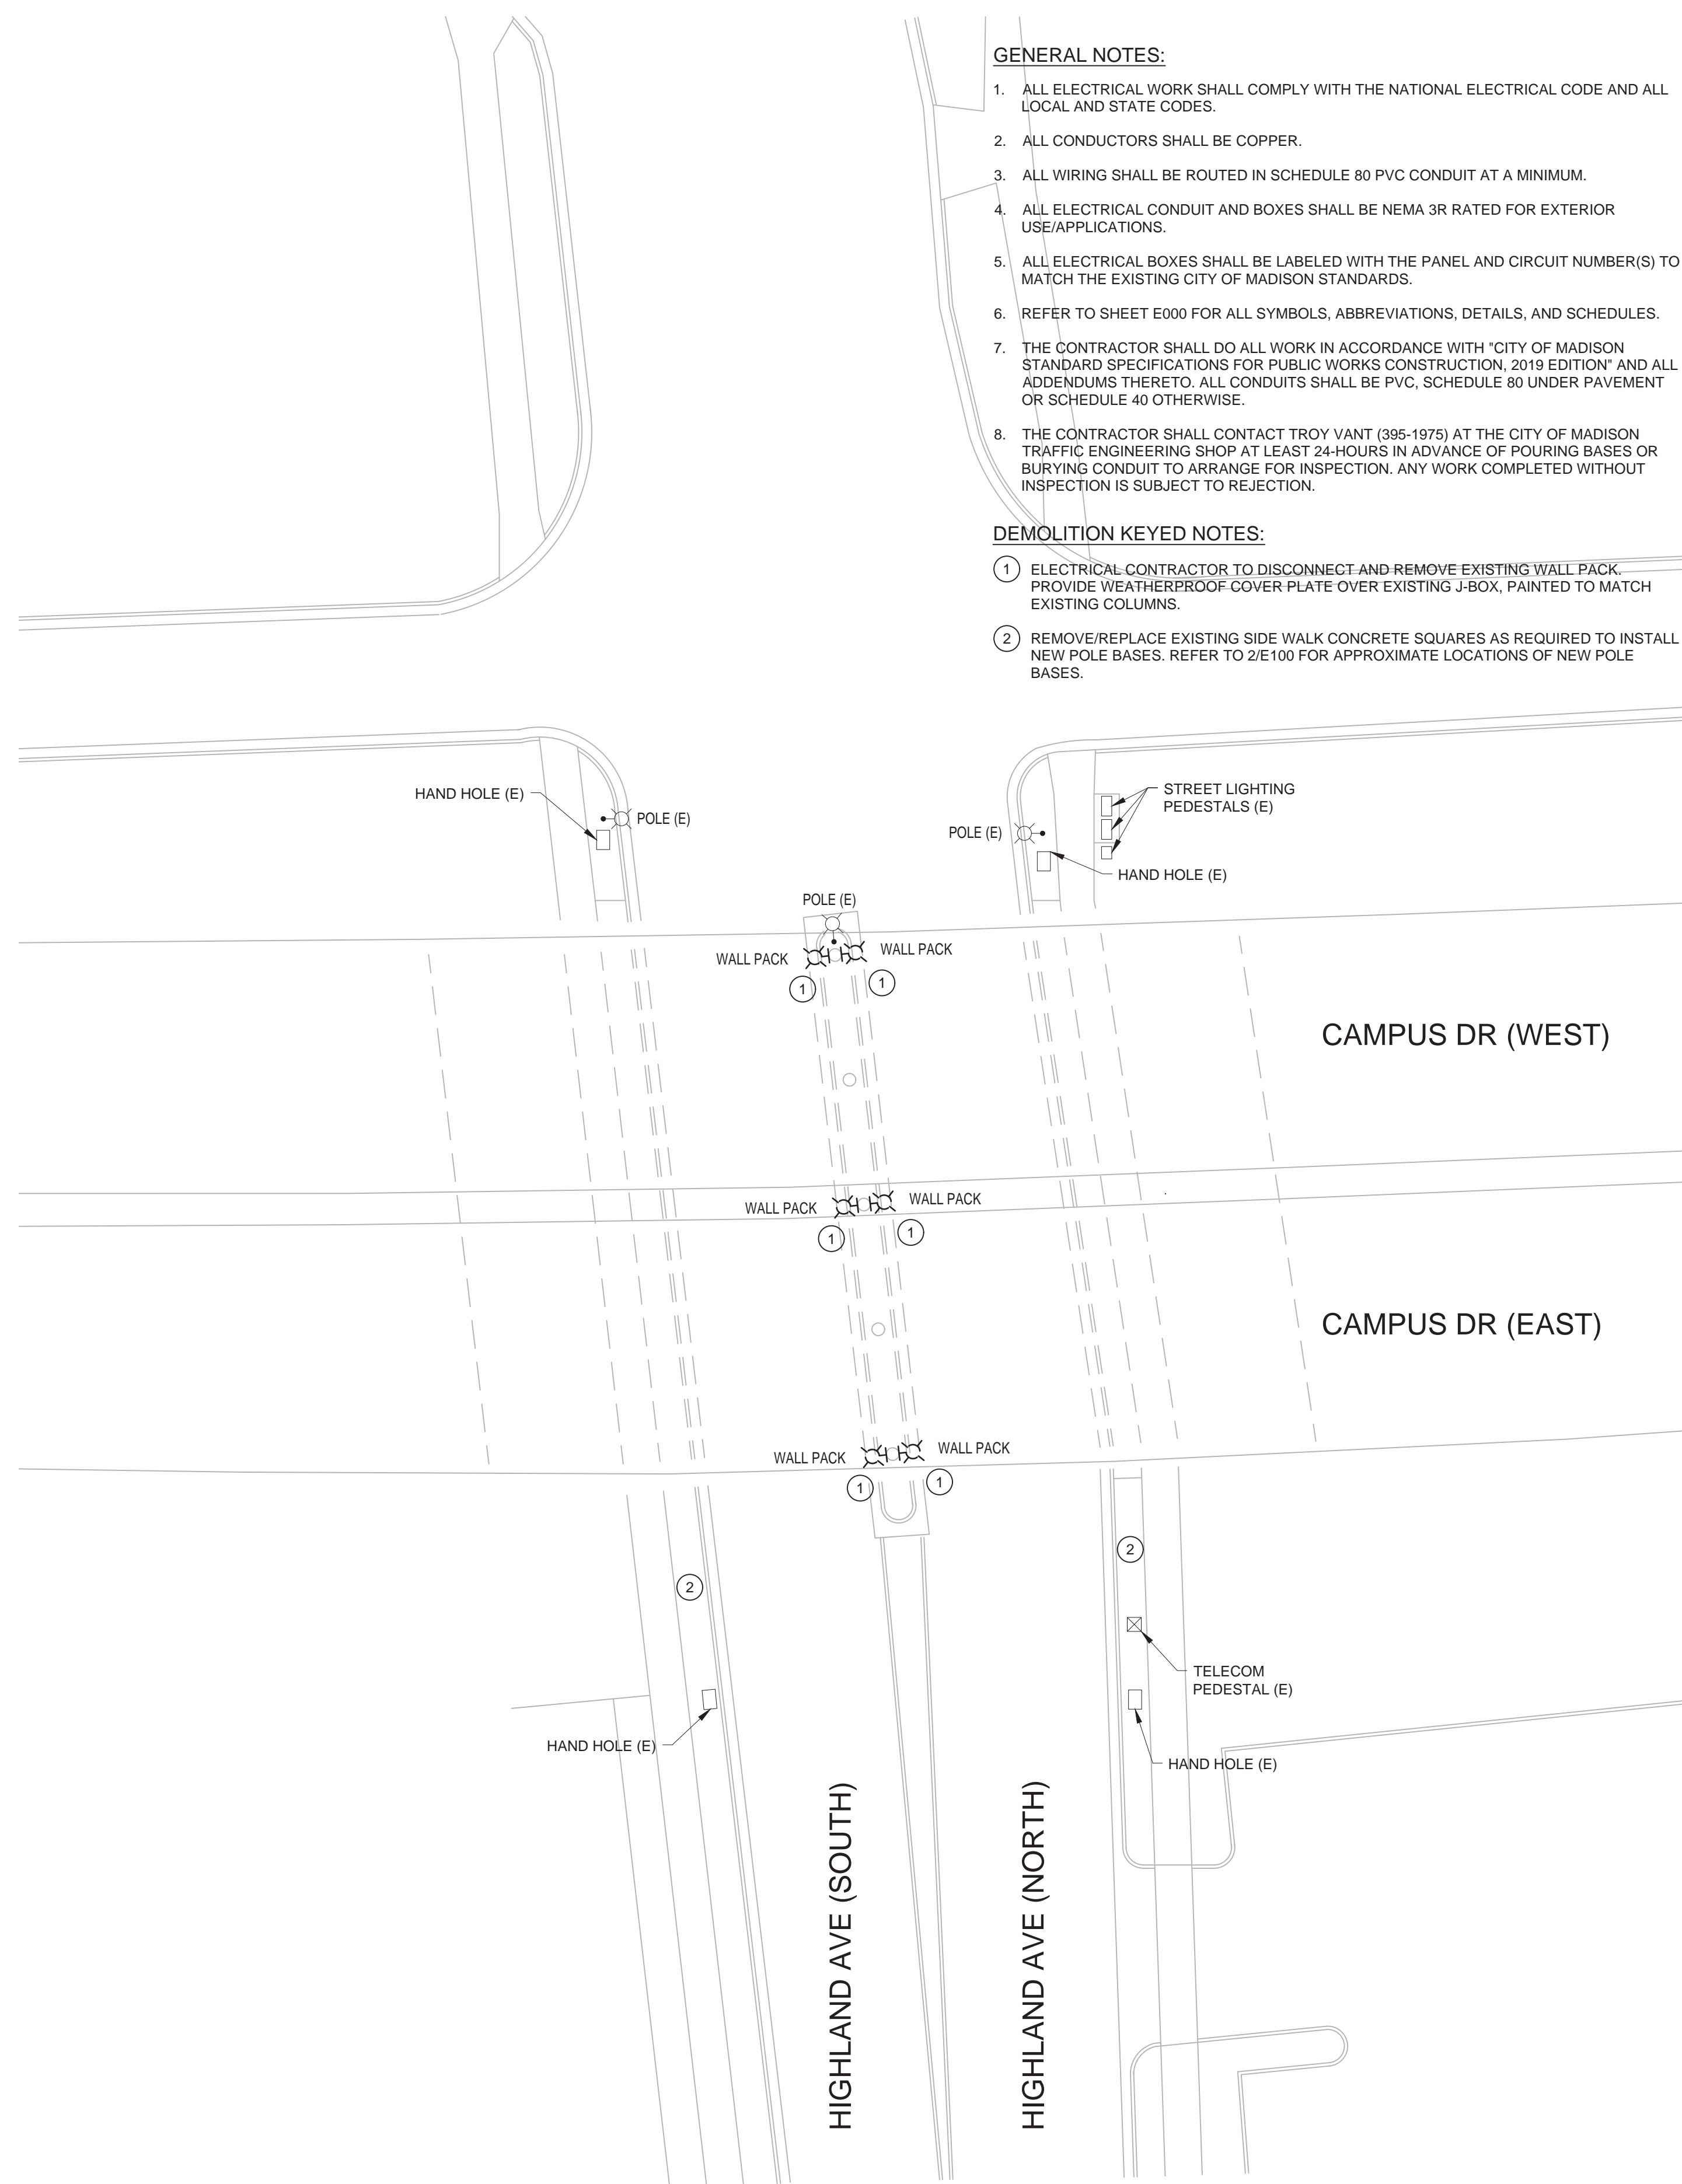 GENERAL NOTES:
1. ALL ELECTRICAL WORK SHALL COMPLY WITH THE NATIONAL ELECTRICAL CODE AND ALL
LOCAL AND STATE CODES.
2. ALL CONDUCTORS SHALL BE COPPER.
3. ALL WIRING SHALL BE ROUTED IN SCHEDULE 80 PVC CONDUIT AT A MINIMUM.
4. ALL ELECTRICAL CONDUIT AND BOXES SHALL BE NEMA 3R RATED FOR EXTERIOR
USE/APPLICATIONS.
5. ALL ELECTRICAL BOXES SHALL BE LABELED WITH THE PANEL AND CIRCUIT NUMBER(S) TO
MATCH THE EXISTING CITY OF MADISON STANDARDS.
6. REFER TO SHEET E000 FOR ALL SYMBOLS, ABBREVIATIONS, DETAILS, AND SCHEDULES.
7. THE CONTRACTOR SHALL DO ALL WORK IN ACCORDANCE WITH "CITY OF MADISON
STANDARD SPECIFICATIONS FOR PUBLIC WORKS CONSTRUCTION, 2019 EDITION" AND ALL
ADDENDUMS THERETO. ALL CONDUITS SHALL BE PVC, SCHEDULE 80 UNDER PAVEMENT
OR SCHEDULE 40 OTHERWISE.
8. THE CONTRACTOR SHALL CONTACT TROY VANT (395-1975) AT THE CITY OF MADISON
TRAFFIC ENGINEERING SHOP AT LEAST 24-HOURS IN ADVANCE OF POURING BASES OR
BURYING CONDUIT TO ARRANGE FOR INSPECTION. ANY WORK COMPLETED WITHOUT
INSPECTION IS SUBJECT TO REJECTION.
DEMOLITION KEYED NOTES:
1 ELECTRICAL CONTRACTOR TO DISCONNECT AND REMOVE EXISTING WALL PACK.
PROVIDE WEATHERPROOF COVER PLATE OVER EXISTING J-BOX, PAINTED TO MATCH
EXISTING COLUMNS.
2 REMOVE/REPLACE EXISTING SIDE WALK CONCRETE SQUARES AS REQUIRED TO INSTALL
NEW POLE BASES. REFER TO 2/E100 FOR APPROXIMATE LOCATIONS OF NEW POLE
BASES.
HAND HOLE (E)
POLE (E)
POLE (E)
STREET LIGHTING
PEDESTALS (E)
HAND HOLE (E)
POLE (E)
WALL PACK
WALL PACK
1
1
CAMPUS DR (WEST)
WALL PACK
WALL PACK
1
1
CAMPUS DR (EAST)
WALL PACK
WALL PACK
1
1
2
2
TELECOM
PEDESTAL (E)
HAND HOLE (E)
HAND HOLE (E)
HIGHLAND AVE (SOUTH)
HIGHLAND AVE (NORTH)